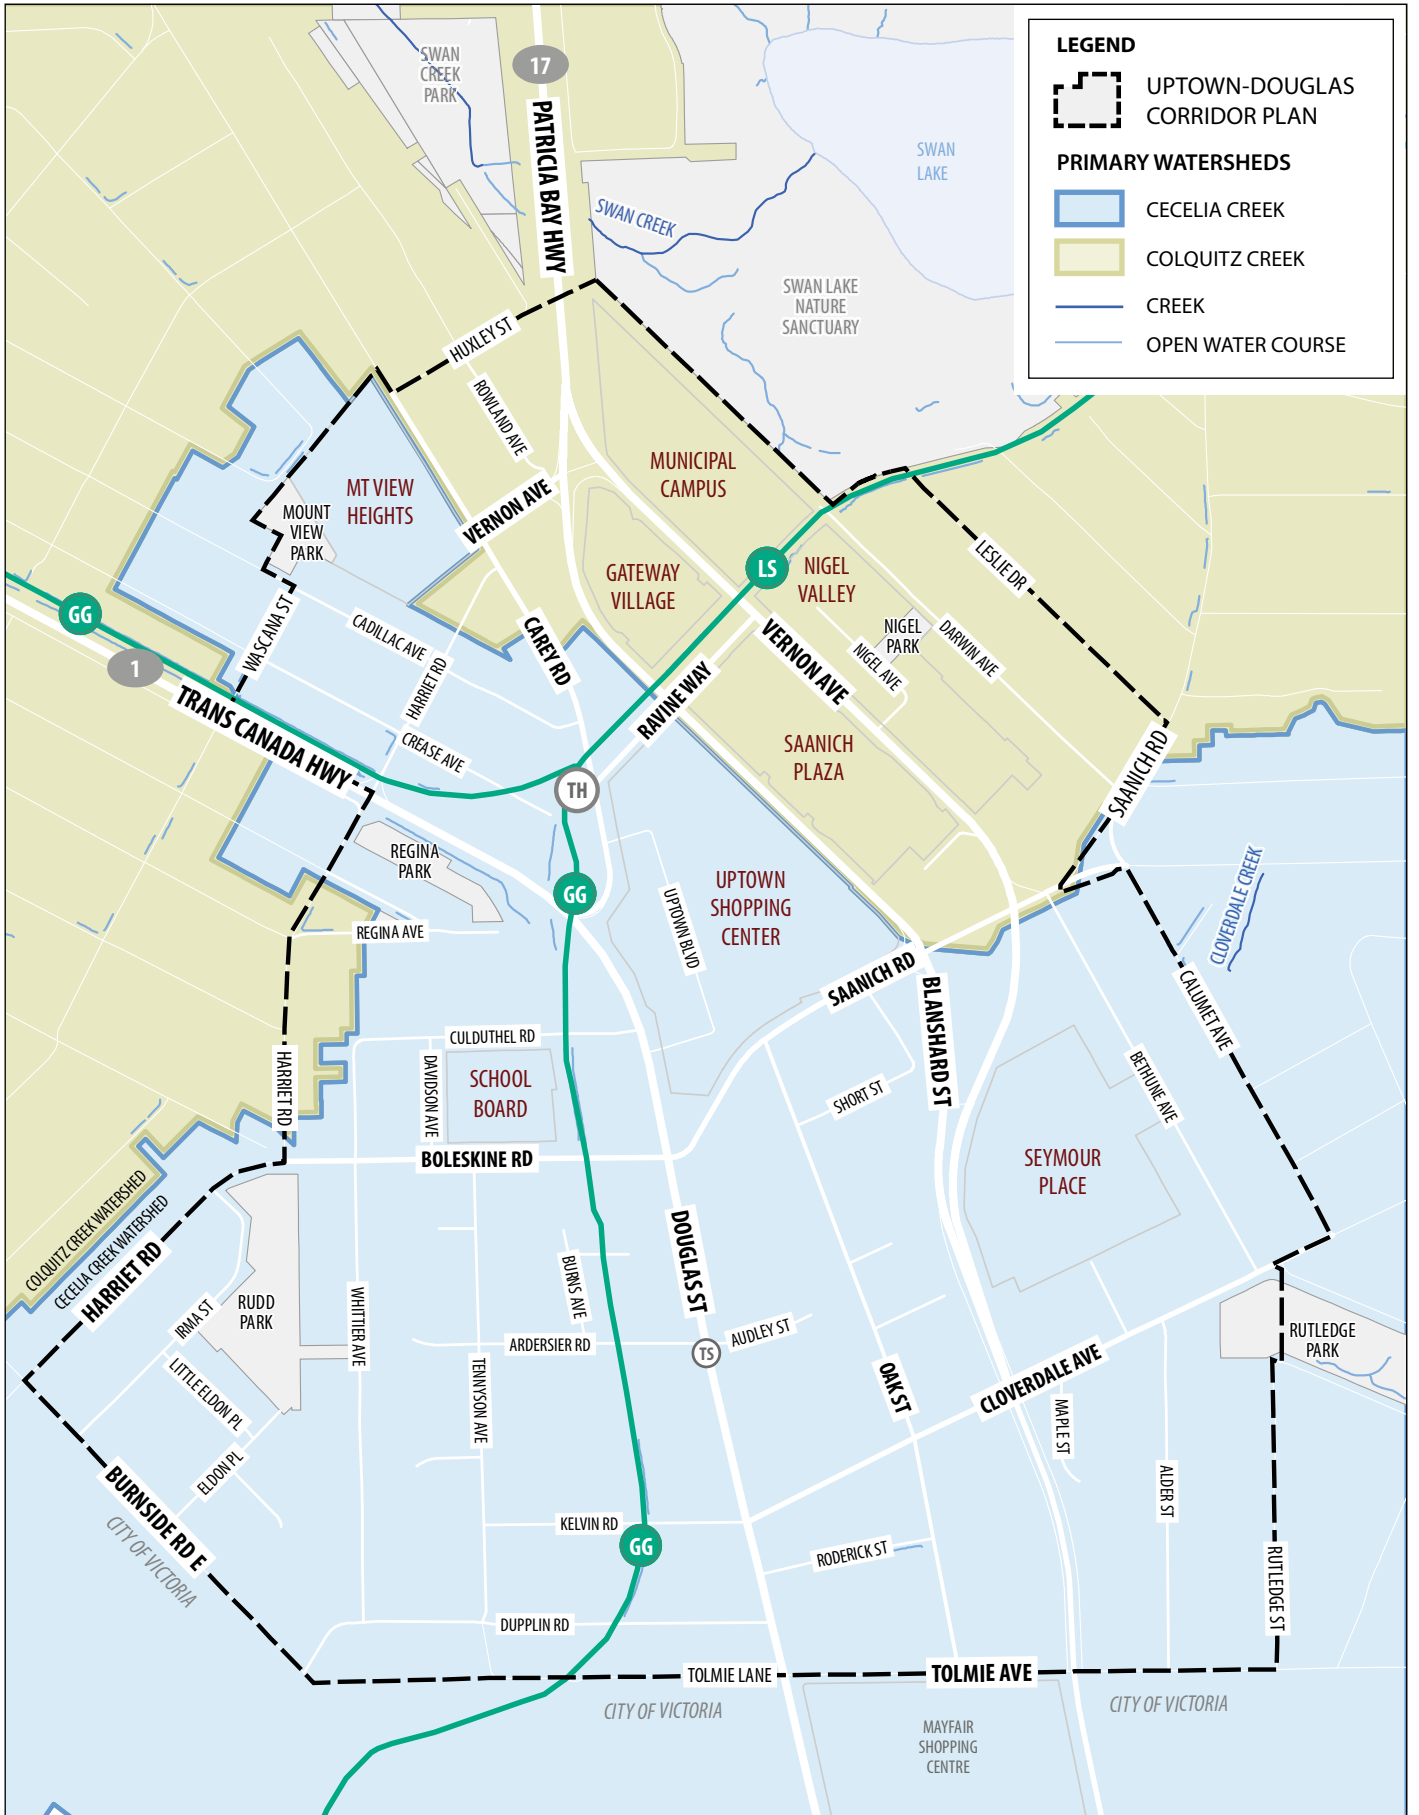 LEGEND
UPTOWN-DOUGLAS
CORRIDOR PLAN
PRIMARY WATERSHEDS
CECELIA CREEK
COLQUITZ CREEK
CREEK
OPEN WATER COURSE
SWAN
CREEK
PARK
17
PATRICIA BAY HWY
SWAN
LAKE
SWAN CREEK
SWAN LAKE
NATURE
SANCTUARY
HUXLEY ST
ROWLAND AVE
MUNICIPAL
CAMPUS
MT VIEW
HEIGHTS
VERNON AVE
MOUNT
VIEW
PARK
LS
NIGEL
VALLEY
GATEWAY
VILLAGE
LESLIE DR
GG
1
WASCANA ST
CADILLAC AVE
HARRIET RD
CAREY RD
NIGEL
PARK
DARWIN AVE
NIGEL AVE
VERNON AVE
RAVINE WAY
TRANS CANADA HWY
CREASE AVE
SAANICH
PLAZA
SAANICH RD
TH
REGINA
PARK
GG
UPTOWN
SHOPPING
CENTER
UPTOWN BLVD
CLOVERDALE CREEK
REGINA AVE
SAANICH RD
BLANSHARD ST
CALUMET AVE
CULDUTHEL RD
DAVIDSON AVE
SCHOOL
BOARD
HARRIET RD
SHORT ST
BETHUNE AVE
BOLESKINE RD
SEYMOUR
PLACE
COLQUITZ CREEK WATERSHED
CECELIA CREEK WATERSHED
HARRIET RD
DOUGLAS ST
BURNS AVE
RUDD
PARK
IRMA ST
WHITTIER AVE
ARDERSIER RD
TS
AUDLEY ST
RUTLEDGE
PARK
LITTLE ELDON PL
TENNYSON AVE
OAK ST
CLOVERDALE AVE
MAPLE ST
ELDON PL
ALDER ST
BURNSIDE RD E
CITY OF VICTORIA
KELVIN RD
GG
RODERICK ST
RUTLEDGE ST
DUPPLIN RD
TOLMIE LANE
TOLMIE AVE
CITY OF VICTORIA
CITY OF VICTORIA
MAYFAIR
SHOPPING
CENTRE